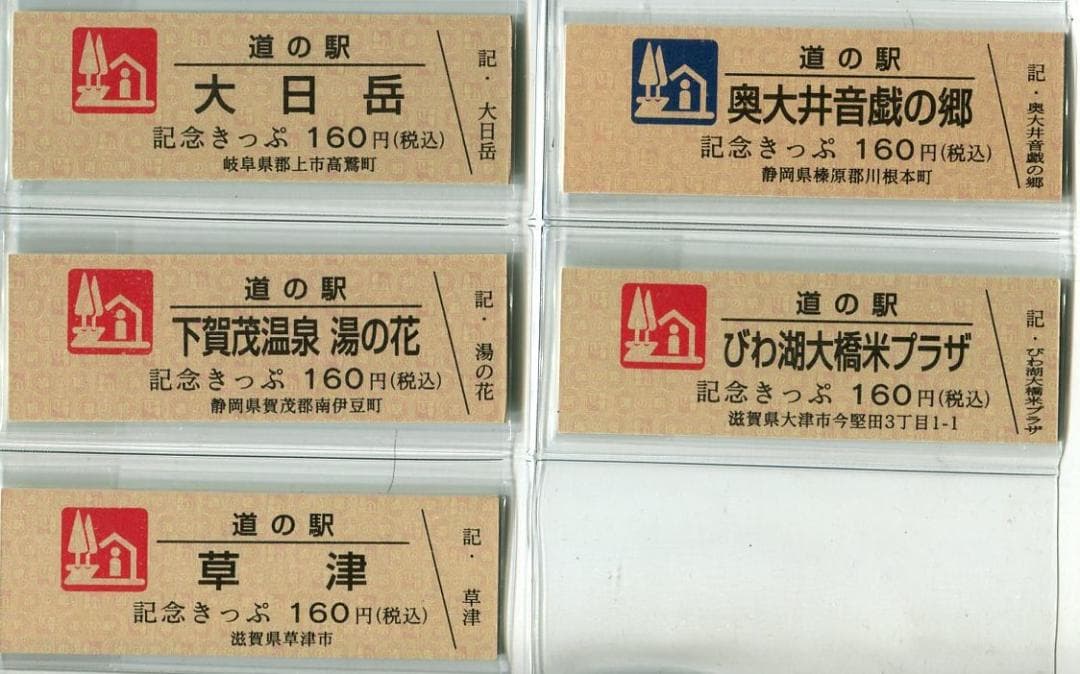 道の駅
大日岳
記念きっぷ 160円(税込)
岐阜県郡上市高鷲町
記・大日岳
道の駅
奥大井音戯の郷
記念きっぷ 160円(税込)
静岡県榛原郡川根本町
記・奥大井音戯の郷
道の駅
下賀茂温泉 湯の花
記念きっぷ 160円(税込)
静岡県賀茂郡南伊豆町
記・湯の花
道の駅
びわ湖大橋米プラザ
記念きっぷ 160円(税込)
滋賀県大津市今堅田3丁目1-1
記・びわ湖大橋米プラザ
道の駅
草津
記念きっぷ 160円(税込)
滋賀県草津市
記・草津